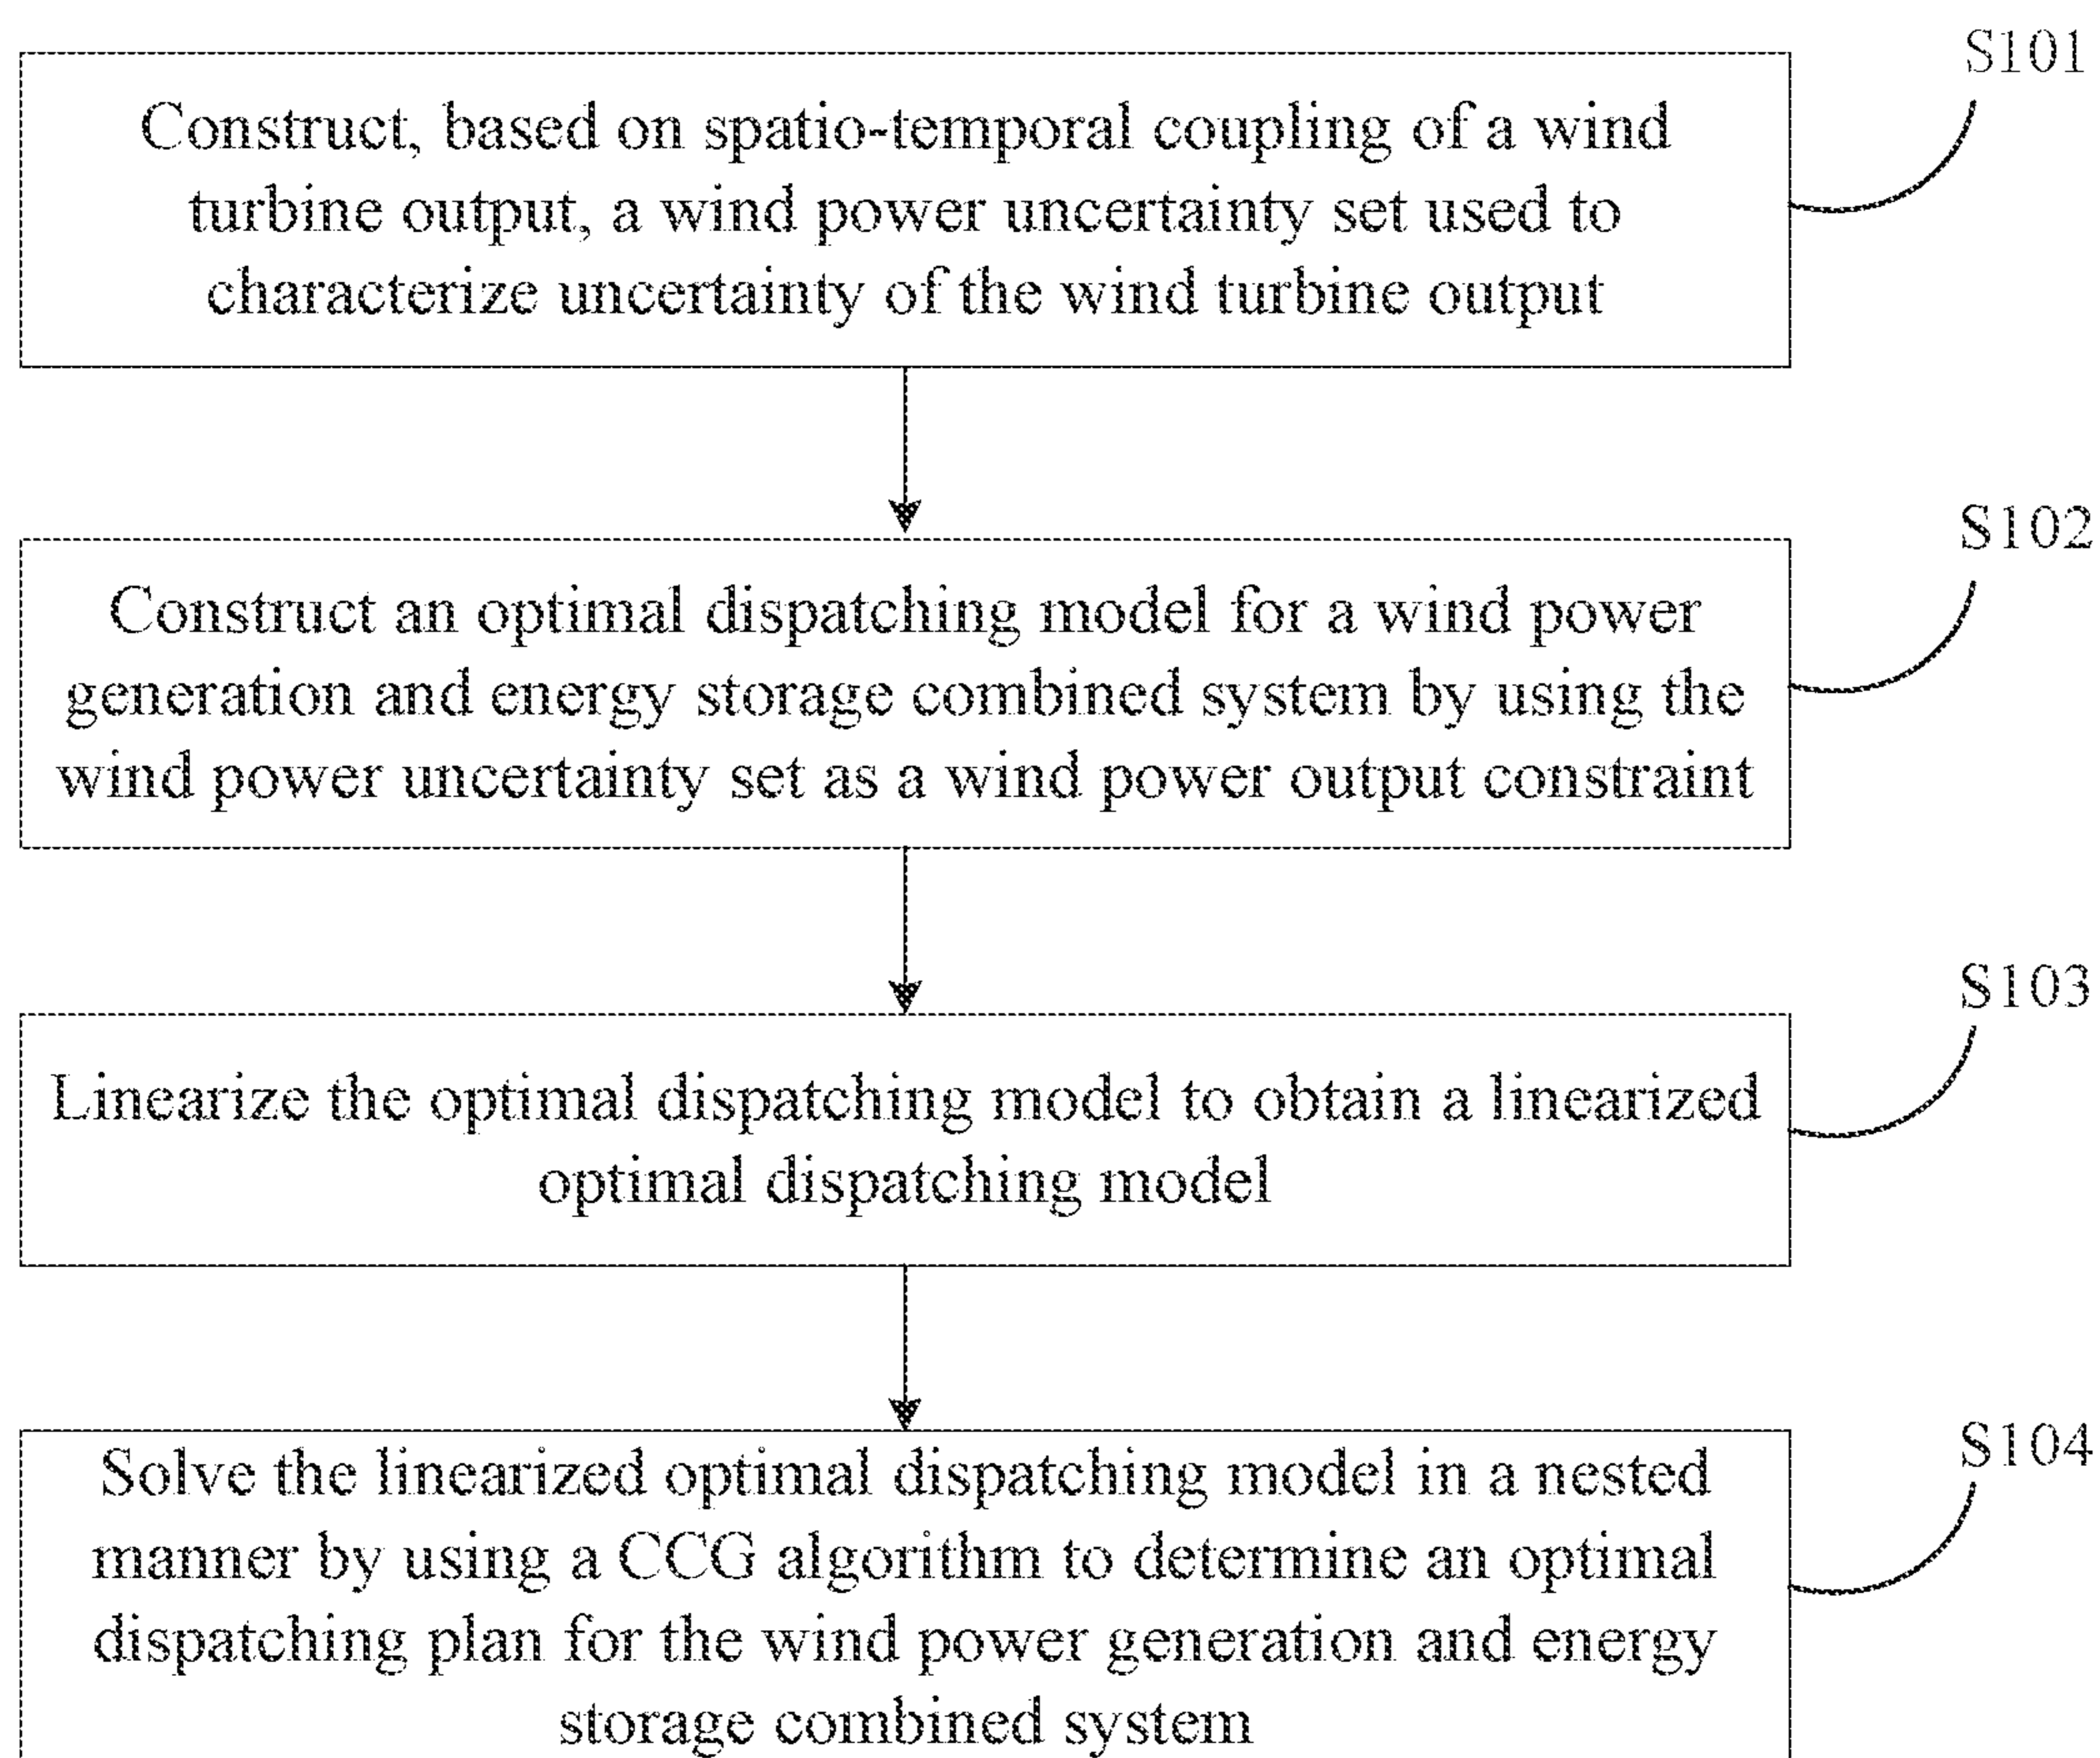 S101
Construct, based on spatio-temporal coupling of a wind
turbine output, a wind power uncertainty set used to
characterize uncertainty of the wind turbine output
S102
Construct an optimal dispatching model for a wind power
generation and energy storage combined system by using the
wind power uncertainty set as a wind power output constraint
S103
Linearize the optimal dispatching model to obtain a linearized
optimal dispatching model
S104
Solve the linearized optimal dispatching model in a nested
manner by using a CCG algorithm to determine an optimal
dispatching plan for the wind power generation and energy
storage combined system